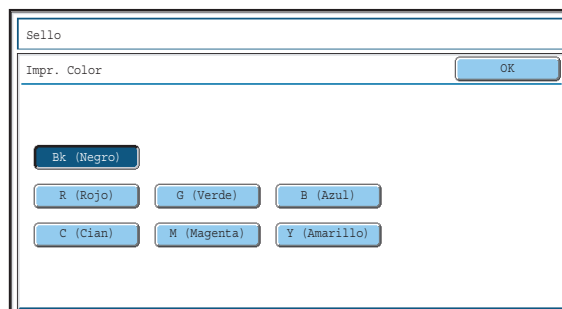 Sello
Impr. Color OK
Bk (Negro)
R (Rojo) G (Verde) B (Azul)
C (Cian) M (Magenta) Y (Amarillo)